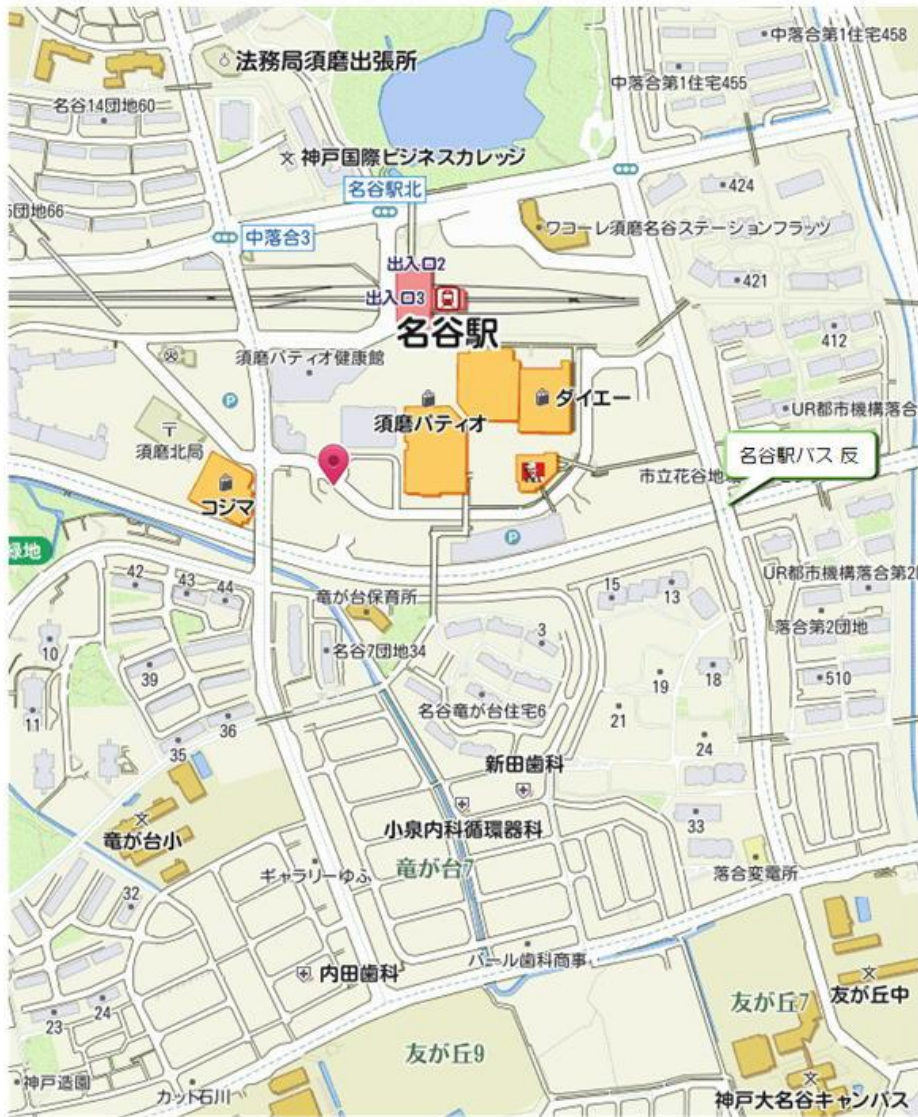 中落合第1住宅458
法務局須磨出張所
中落合第1住宅455
名谷14団地60
神戸国際ビジネスカレッジ
名谷駅北
424
団地66
中落合3
ワコーレ須磨名谷ステーションフラッツ
出入口2
421
出入口3
名谷駅
412
須磨パティオ健康館
P
ダイエー
UR都市機構落合
須磨パティオ
〒
須磨北局
名谷駅バス 反
市立花谷地
コジマ
P
緑地
UR都市機構落合第2
42
43
44
竜が台保育所
15
13
10
名谷7団地34
3
落合第2団地
39
19
18
510
11
36
名谷竜が台住宅6
21
35
24
新田歯科
小泉内科循環器科
33
竜が台小
竜が台7
ギャラリーゆふ
落合変電所
32
パール歯科商事
内田歯科
友が丘7
友が丘中
24
23
友が丘9
神戸造園
カット石川
神戸大名谷キャンパス